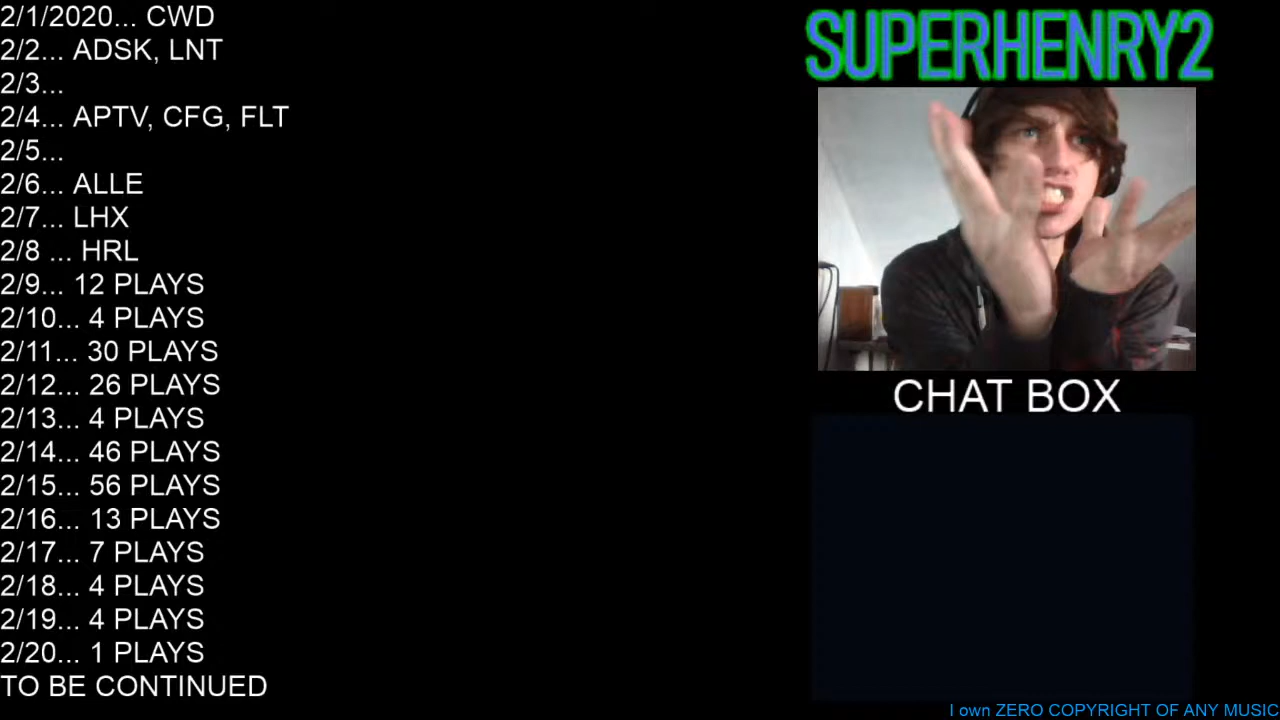 2/1/2020... CWD
2/2... ADSK, LNT
2/3...
2/4... APTV, CFG, FLT
2/5...
2/6... ALLE
2/7... LHX
2/8 ... HRL
2/9... 12 PLAYS
2/10... 4 PLAYS
2/11... 30 PLAYS
2/12... 26 PLAYS
2/13... 4 PLAYS
2/14... 46 PLAYS
2/15... 56 PLAYS
2/16... 13 PLAYS
2/17... 7 PLAYS
2/18... 4 PLAYS
2/19... 4 PLAYS
2/20... 1 PLAYS
TO BE CONTINUED
SUPERHENRY2
CHAT BOX
I own ZERO COPYRIGHT OF ANY MUSIC